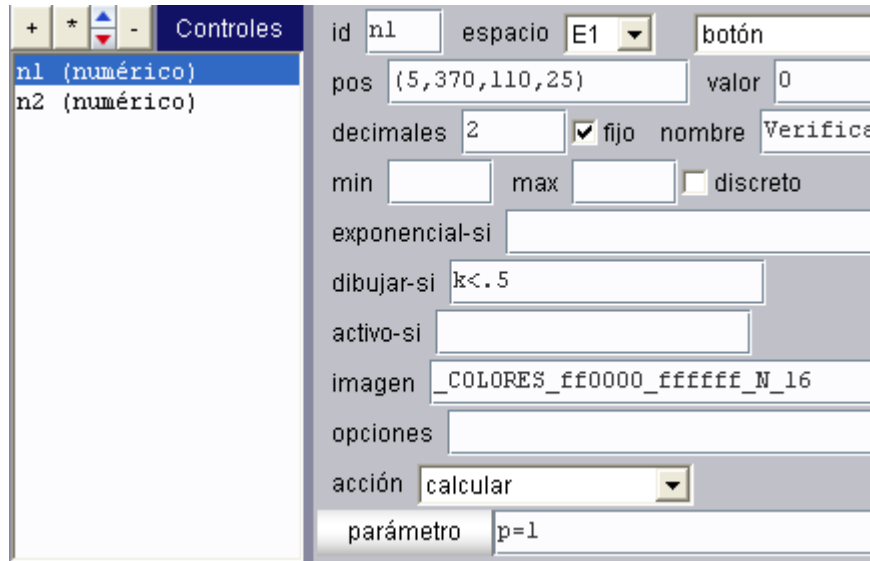 + * - Controles
n1 (numérico)
n2 (numérico)
id n1 espacio E1 botón
pos (5,370,110,25) valor 0
decimales 2 fijo nombre Verifica
min max discreto
exponencial-si
dibujar-si k<.5
activo-si
imagen _COLORES_ff0000_ffffff_N_16
opciones
acción calcular
parámetro p=1